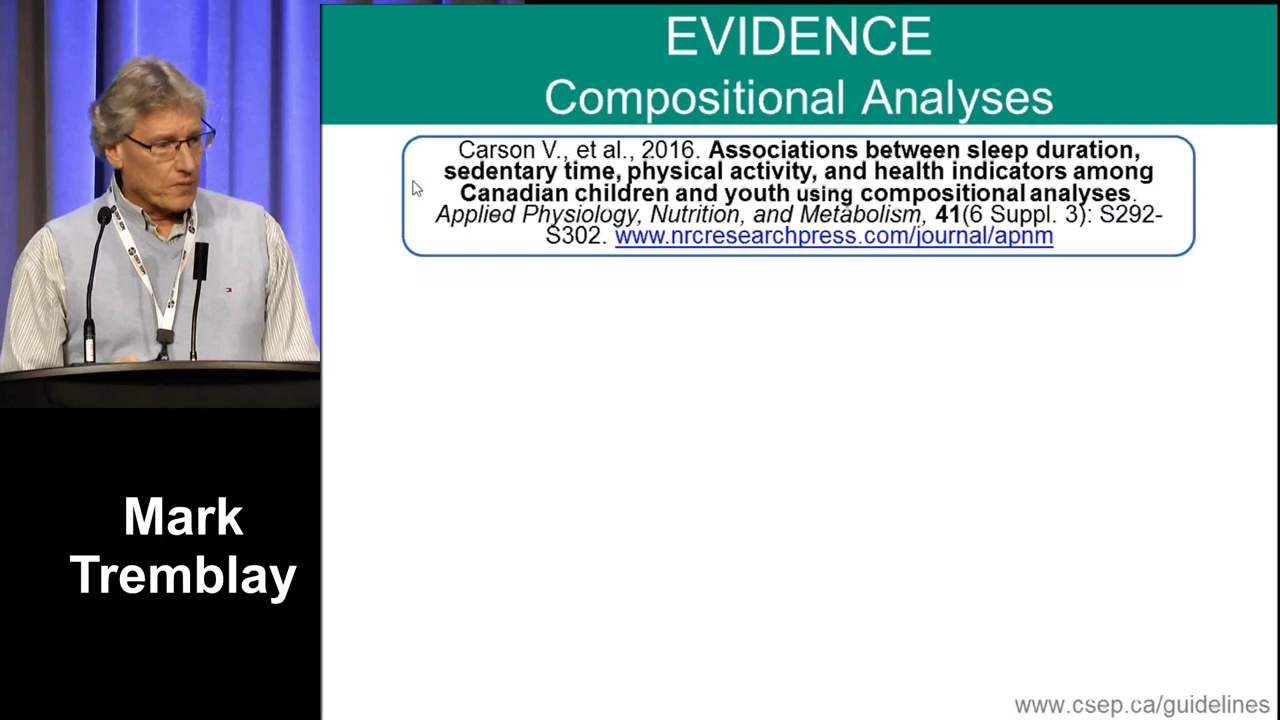 EVIDENCE
Compositional Analyses
Carson V., et al., 2016. Associations between sleep duration,
sedentary time, physical activity, and health indicators among
Canadian children and youth using compositional analyses.
Applied Physiology, Nutrition, and Metabolism, 41(6 Suppl. 3): S292-
S302. www.nrcresearchpress.com/journal/apnm
Mark
Tremblay
www.csep.ca/guidelines